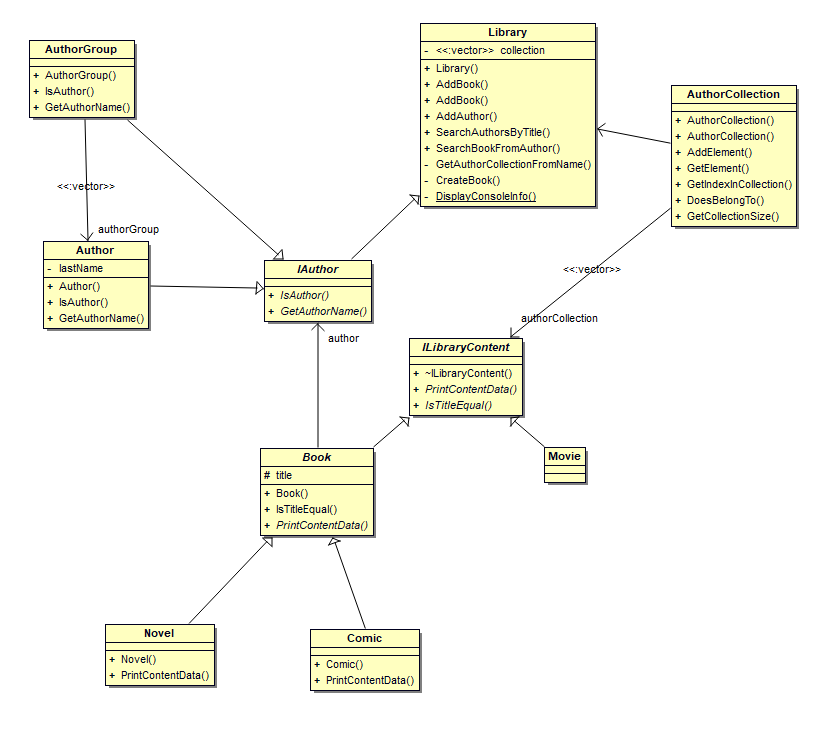 AuthorGroup
+ AuthorGroup()
+ IsAuthor()
+ GetAuthorName()
Library
- <<:vector>> collection
+ Library()
+ AddBook()
+ AddBook()
+ AddAuthor()
+ SearchAuthorsByTitle()
+ SearchBookFromAuthor()
- GetAuthorCollectionFromName()
- CreateBook()
- DisplayConsoleInfo()
AuthorCollection
+ AuthorCollection()
+ AuthorCollection()
+ AddElement()
+ GetElement()
+ GetIndexInCollection()
+ DoesBelongTo()
+ GetCollectionSize()
<<:vector>>
authorGroup
Author
- lastName
+ Author()
+ IsAuthor()
+ GetAuthorName()
IAuthor
+ IsAuthor()
+ GetAuthorName()
<<:vector>>
authorCollection
author
ILibraryContent
+ ~ILibraryContent()
+ PrintContentData()
+ IsTitleEqual()
Book
# title
+ Book()
+ IsTitleEqual()
+ PrintContentData()
Movie
Novel
+ Novel()
+ PrintContentData()
Comic
+ Comic()
+ PrintContentData()